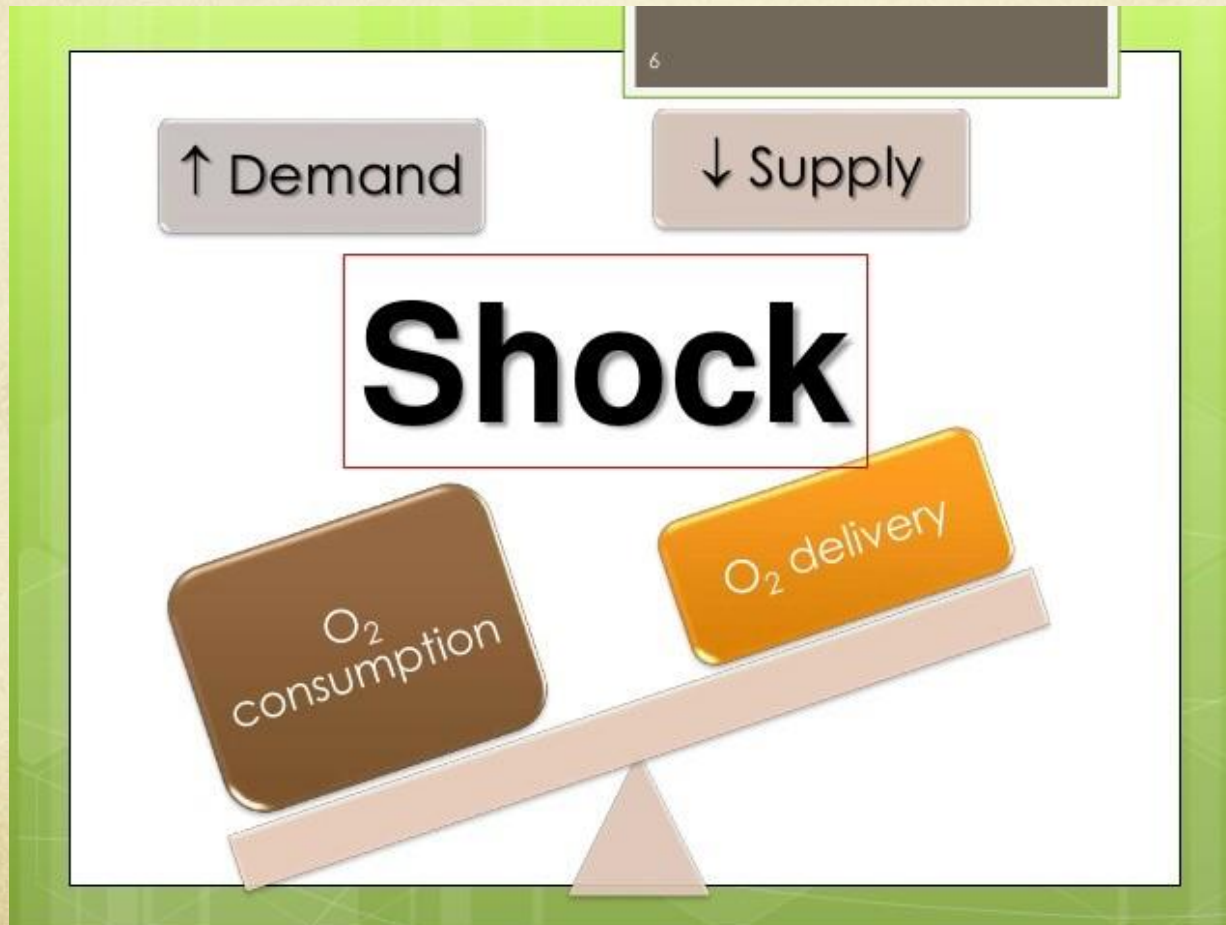 6
↑ Demand
↓ Supply
Shock
O₂
consumption
O₂ delivery